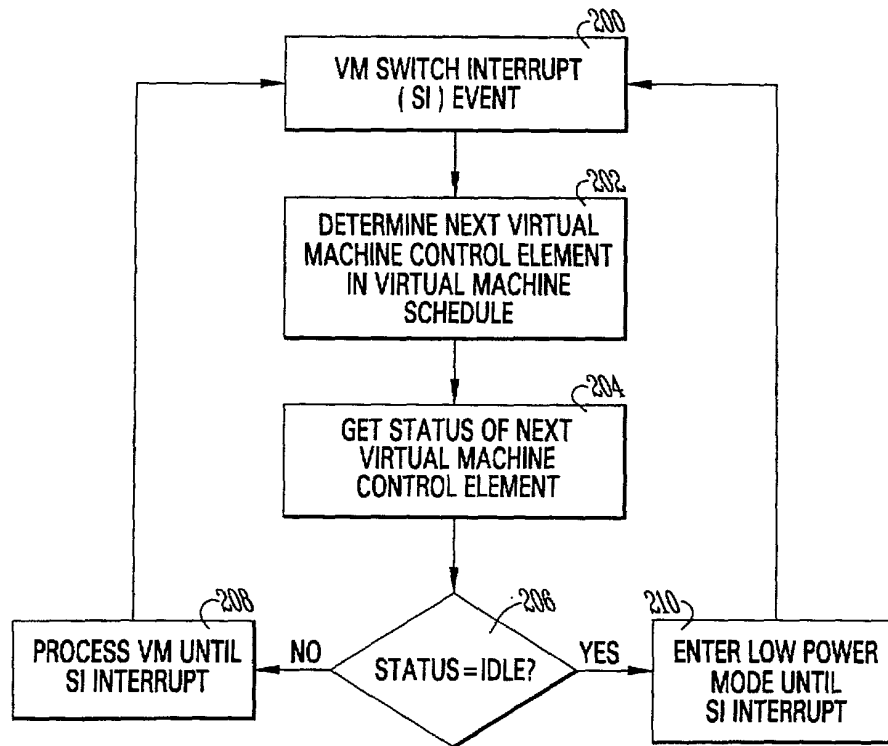 200
VM SWITCH INTERRUPT
( SI ) EVENT
202
DETERMINE NEXT VIRTUAL
MACHINE CONTROL ELEMENT
IN VIRTUAL MACHINE
SCHEDULE
204
GET STATUS OF NEXT
VIRTUAL MACHINE
CONTROL ELEMENT
206
STATUS=IDLE?
NO
YES
208
PROCESS VM UNTIL
SI INTERRUPT
210
ENTER LOW POWER
MODE UNTIL
SI INTERRUPT